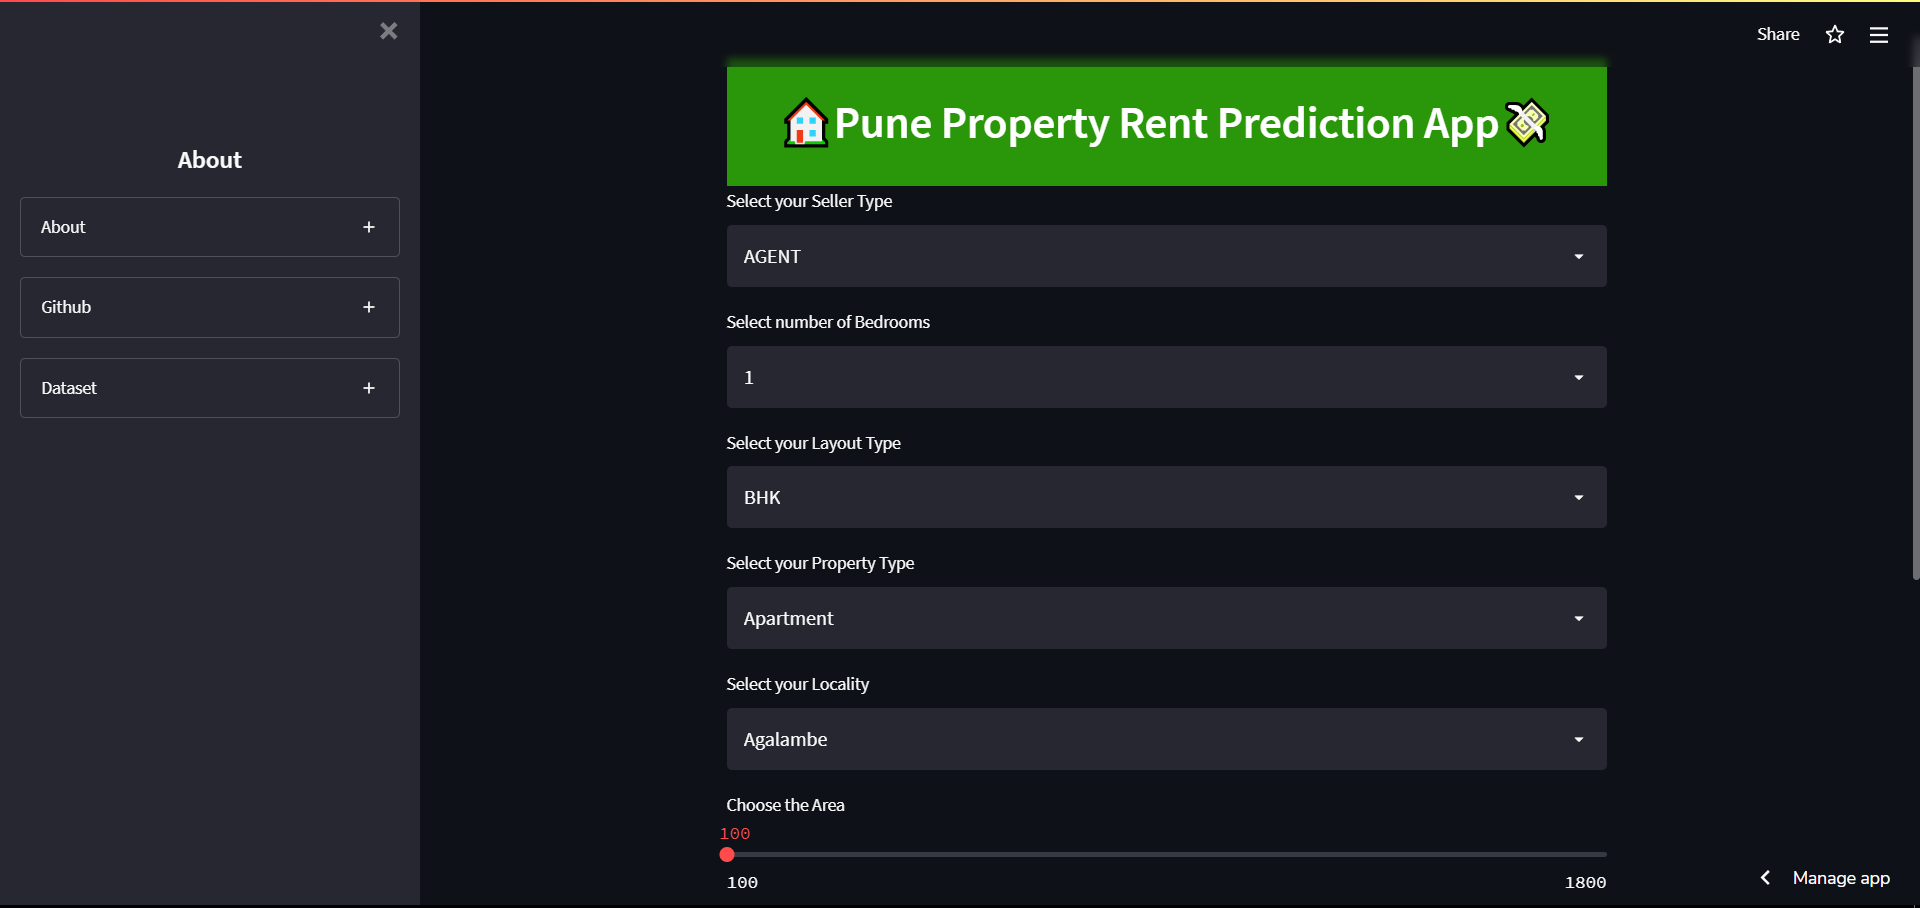 Share
About
About
Github
Dataset
Pune Property Rent Prediction App
Select your Seller Type
AGENT
Select number of Bedrooms
1
Select your Layout Type
BHK
Select your Property Type
Apartment
Select your Locality
Agalambe
Choose the Area
100
100 1800
Manage app